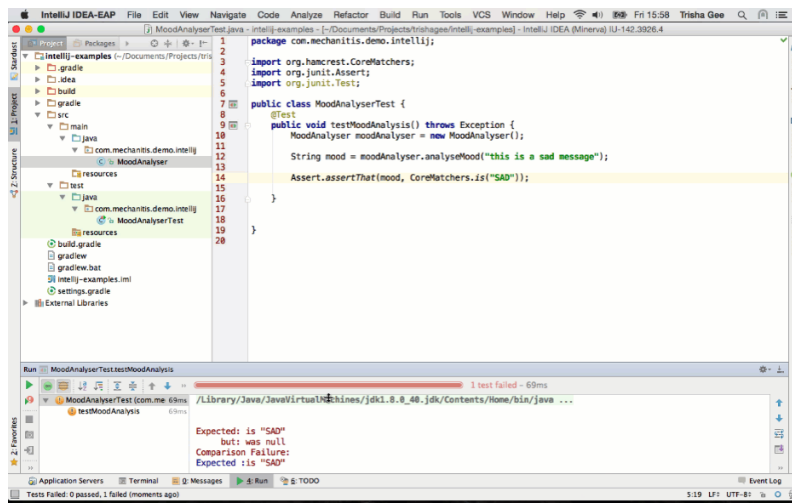 IntelliJ IDEA-EAP File Edit View Navigate Code Analyze Refactor Build Run Tools VCS Window Help Fri 15:58 Trisha Gee
MoodAnalyserTest.java - intellij-examples - [~/Documents/Projects/trishagee/intellij-examples] - IntelliJ IDEA (Minerva) IU-142.3926.4
Project Packages
intellij-examples (~/Documents/Projects/tris
.gradle
.idea
build
gradle
src
main
java
com.mechanitis.demo.intellij
MoodAnalyser
resources
test
java
com.mechanitis.demo.intellij
MoodAnalyserTest
resources
build.gradle
gradlew
gradlew.bat
intellij-examples.iml
settings.gradle
External Libraries
Stardust
1: Project
Z: Structure
2: Favorites
1 package com.mechanitis.demo.intellij;
2
3 import org.hamcrest.CoreMatchers;
4 import org.junit.Assert;
5 import org.junit.Test;
6
7 public class MoodAnalyserTest {
8 @Test
9 public void testMoodAnalysis() throws Exception {
10 MoodAnalyser moodAnalyser = new MoodAnalyser();
11
12 String mood = moodAnalyser.analyseMood("this is a sad message");
13
14 Assert.assertThat(mood, CoreMatchers.is("SAD"));
15
16 }
17
18
19 }
20
Run MoodAnalyserTest.testMoodAnalysis
1 test failed – 69ms
MoodAnalyserTest (com.me 69ms
testMoodAnalysis 69ms
/Library/Java/JavaVirtualMachines/jdk1.8.0_40.jdk/Contents/Home/bin/java ...
Expected: is "SAD"
but: was null
Comparison Failure:
Expected :is "SAD"
Application Servers Terminal 0: Messages 4: Run 6: TODO Event Log
Tests Failed: 0 passed, 1 failed (moments ago) 5:19 LF÷ UTF-8÷